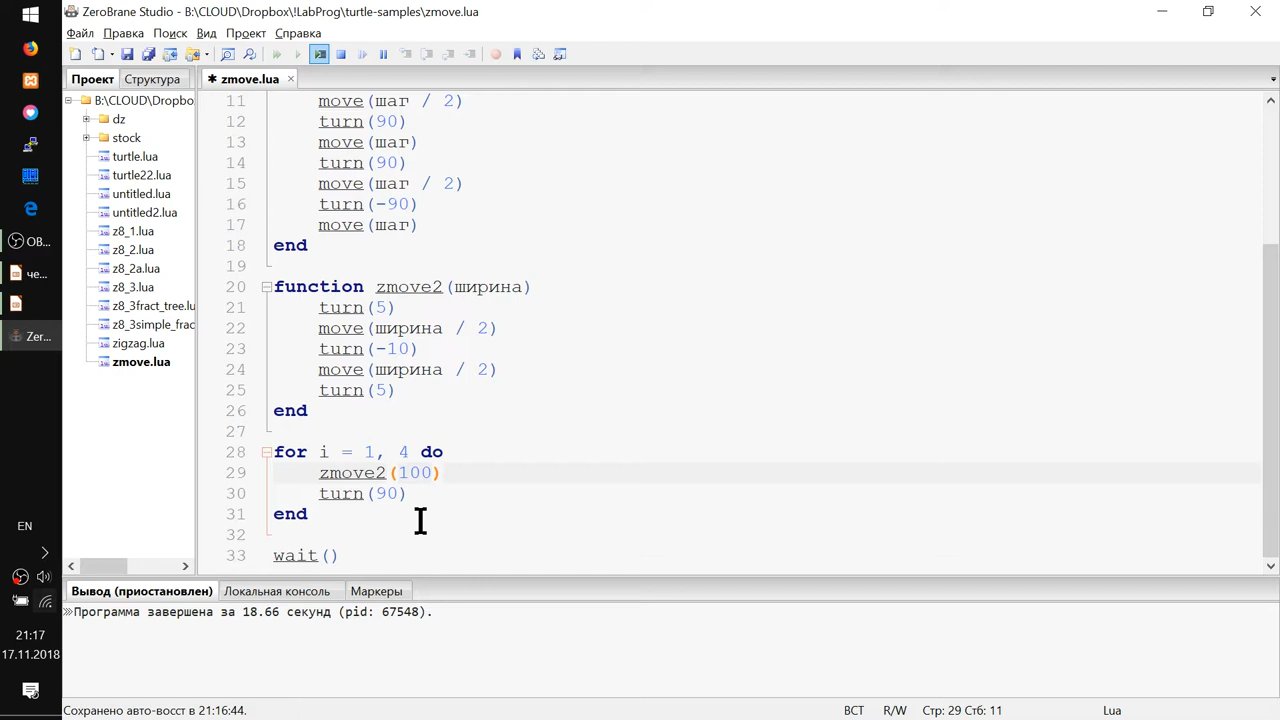 ZeroBrane Studio - B:\CLOUD\Dropbox\!LabProg\turtle-samples\zmove.lua
Файл Правка Поиск Вид Проект Справка
Проект Структура
✱ zmove.lua
B:\CLOUD\Dropbo
dz
stock
turtle.lua
turtle22.lua
untitled.lua
untitled2.lua
z8_1.lua
z8_2.lua
z8_2a.lua
z8_3.lua
z8_3fract_tree.lu
z8_3simple_frac
zigzag.lua
zmove.lua
11 move(шаг / 2)
12 turn(90)
13 move(шаг)
14 turn(90)
15 move(шаг / 2)
16 turn(-90)
17 move(шаг)
18 end
19
20 function zmove2(ширина)
21 turn(5)
22 move(ширина / 2)
23 turn(-10)
24 move(ширина / 2)
25 turn(5)
26 end
27
28 for i = 1, 4 do
29 zmove2(100)
30 turn(90)
31 end
32
33 wait()
Вывод (приостановлен) Локальная консоль Маркеры
Программа завершена за 18.66 секунд (pid: 67548).
Сохранено авто-восст в 21:16:44. ВСТ R/W Стр: 29 Стб: 11 Lua
OB...
че...
Zer...
EN
21:17
17.11.2018